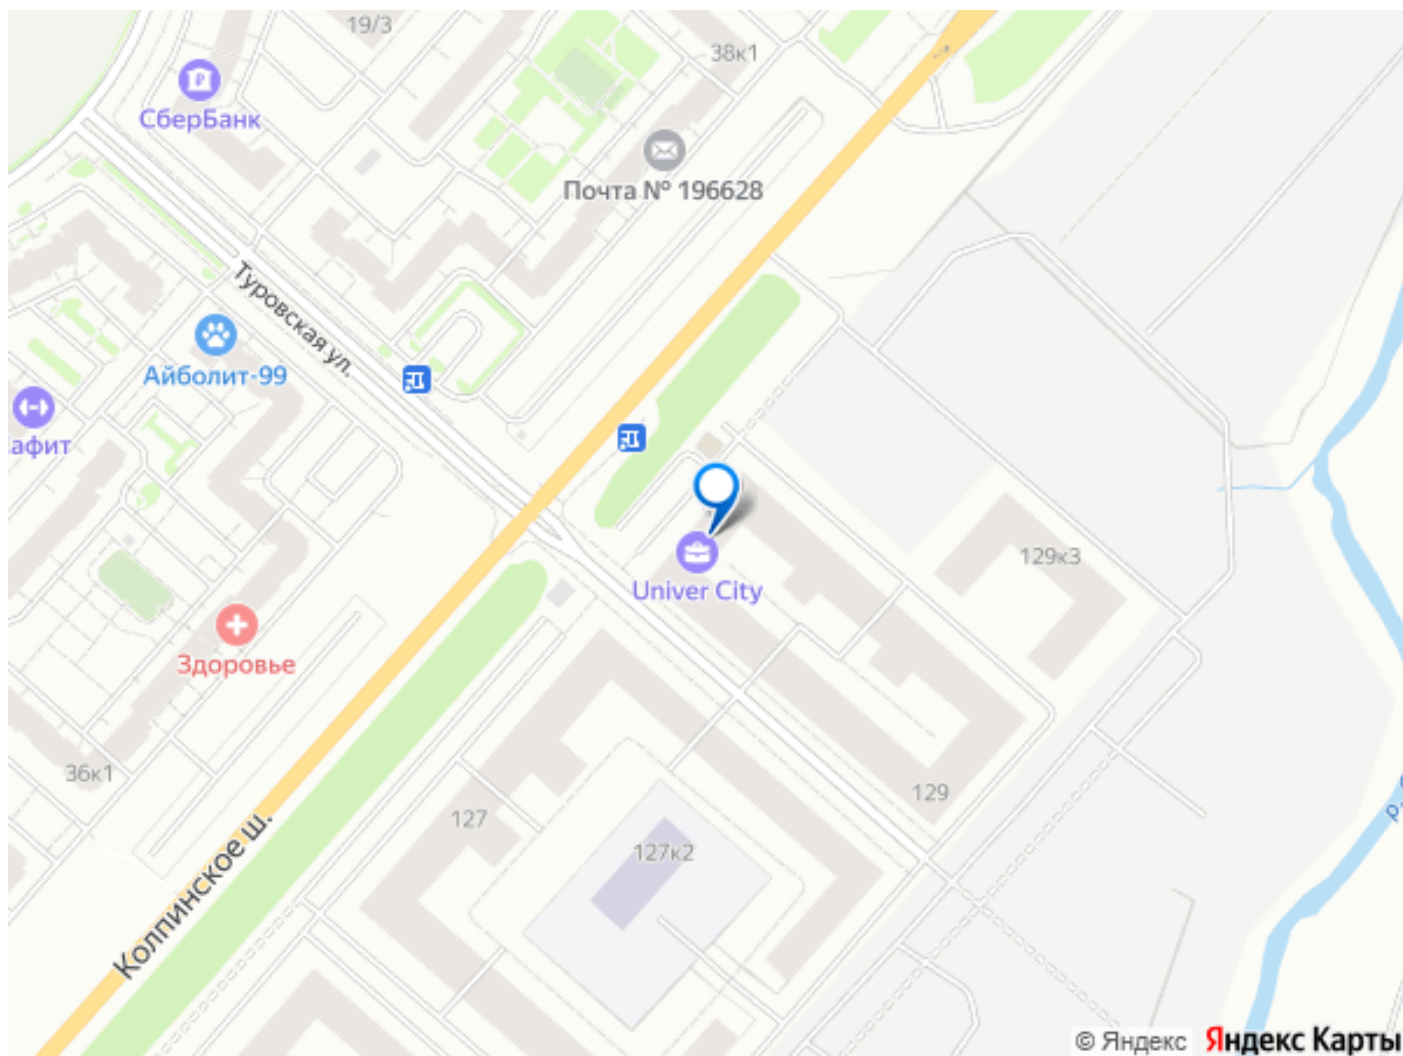 19/3
38к1
СберБанк
Почта № 196628
Туровская ул.
Айболит-99
афит
129к3
Univer City
Здоровье
36к1
129
127
127к2
Колпинское ш.
р.
© Яндекс Яндекс Карты